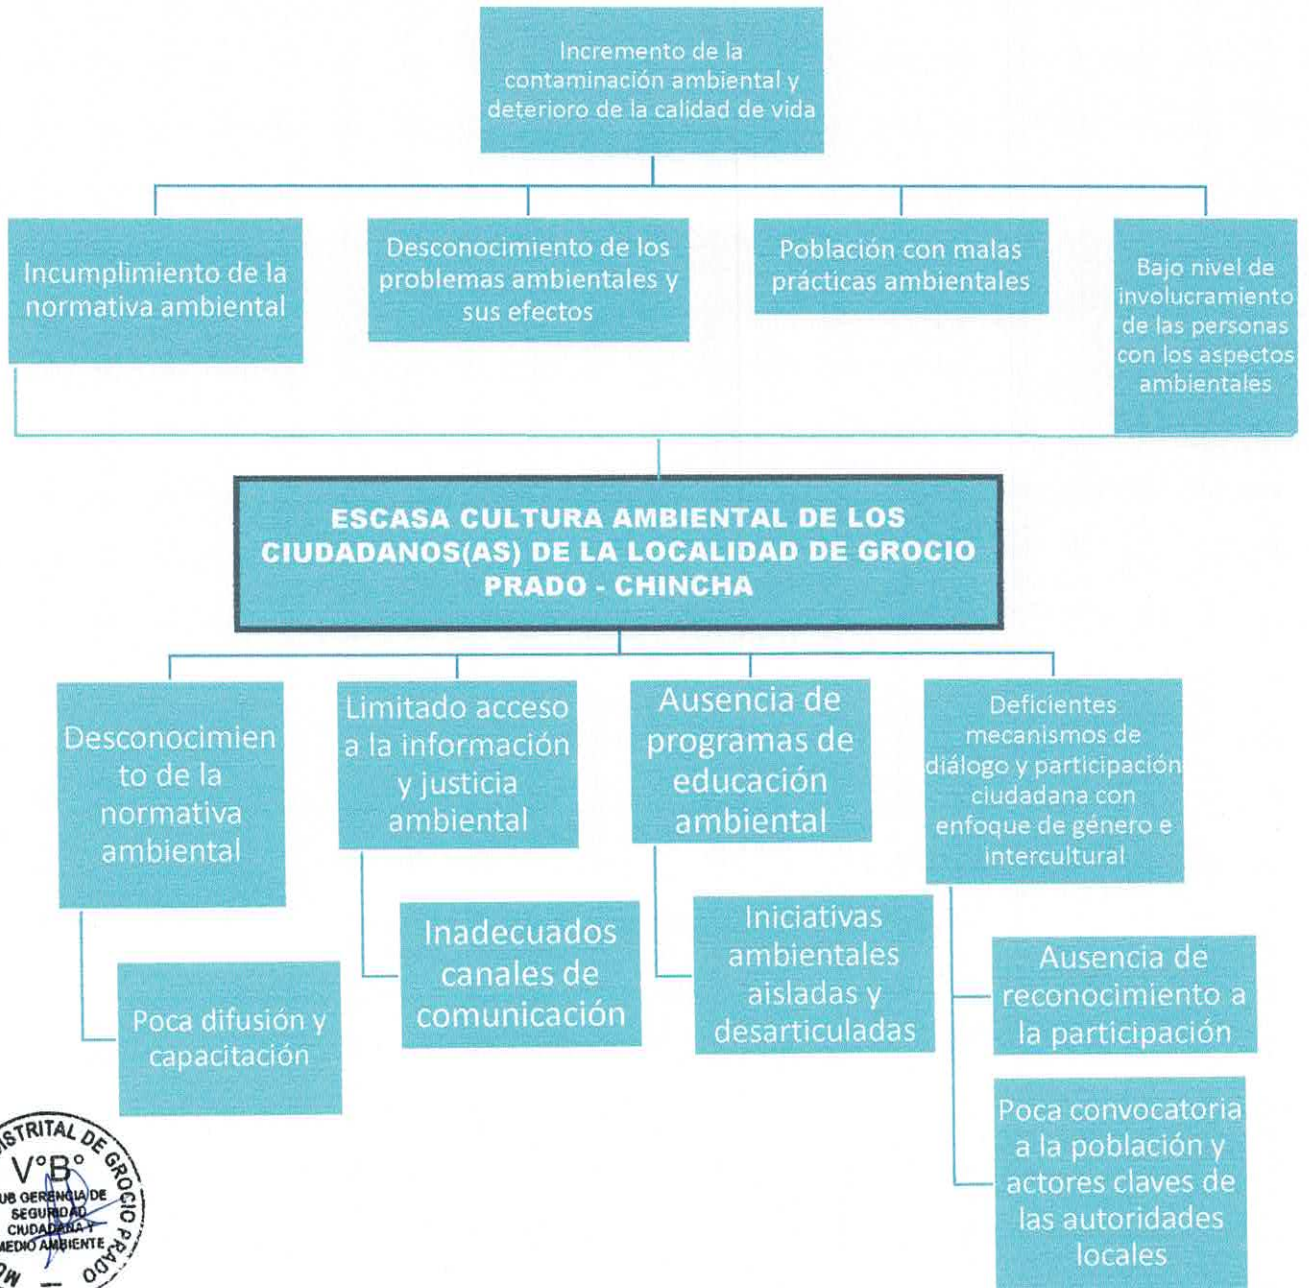 Incremento de la
contaminación ambiental y
deterioro de la calidad de vida
Incumplimiento de la
normativa ambiental
Desconocimiento de los
problemas ambientales y
sus efectos
Población con malas
prácticas ambientales
Bajo nivel de
involucramiento
de las personas
con los aspectos
ambientales
ESCASA CULTURA AMBIENTAL DE LOS
CIUDADANOS(AS) DE LA LOCALIDAD DE GROCIO
PRADO - CHINCHA
Desconocimien
to de la
normativa
ambiental
Poca difusión y
capacitación
Limitado acceso
a la información
y justicia
ambiental
Inadecuados
canales de
comunicación
Ausencia de
programas de
educación
ambiental
Iniciativas
ambientales
aisladas y
desarticuladas
Deficientes
mecanismos de
diálogo y participación
ciudadana con
enfoque de género e
intercultural
Ausencia de
reconocimiento a
la participación
Poca convocatoria
a la población y
actores claves de
las autoridades
locales
DE GROCIO PRADO
V°B°
GERENCIA DE
SEGURIDAD
CIUDADANA Y
MEDIO AMBIENTE